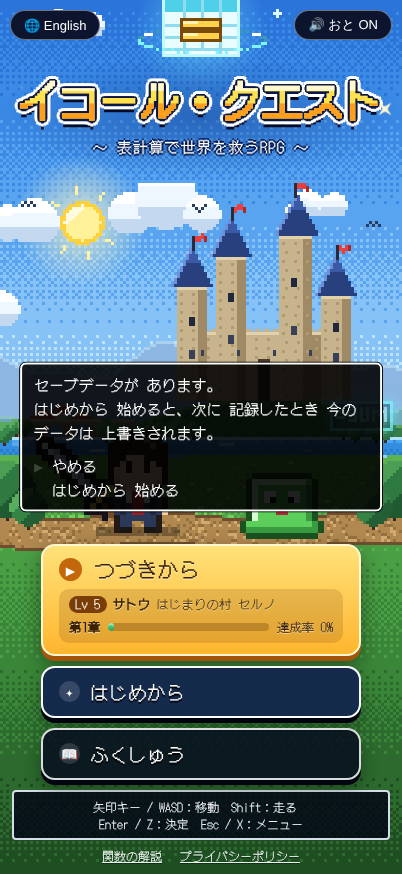 🌐 English
🔊 おと ON
イコール・クエスト
～ 表計算で世界を救うRPG ～
セーブデータが あります。
はじめから 始めると、次に 記録したとき 今の
データは 上書きされます。
▶ やめる
はじめから 始める
▶ つづきから
Lv 5 サトウ はじまりの村 セルノ
第1章 達成率 0%
✦ はじめから
📖 ふくしゅう
矢印キー / WASD：移動 Shift：走る
Enter / Z：決定 Esc / X：メニュー
関数の解説 プライバシーポリシー